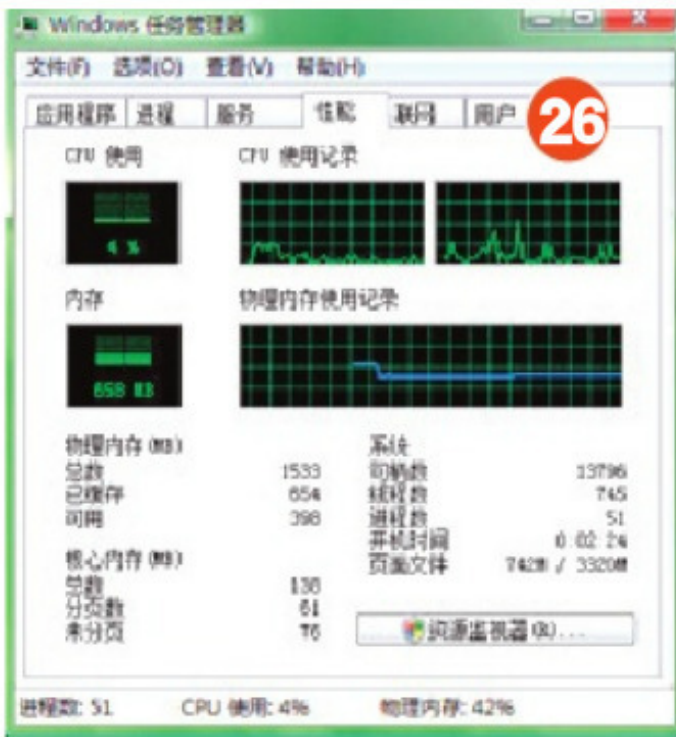 Windows 任务管理器
文件(F) 选项(O) 查看(V) 帮助(H)
应用程序 进程 服务 性能 联网 用户
26
CPU 使用 CPU 使用记录
4 %
内存 物理内存使用记录
658 MB
物理内存 (MB)
总数 1533
已缓存 654
可用 398
核心内存 (MB)
总数 138
分页数 61
未分页 76
系统
句柄数 13796
线程数 745
进程数 51
开机时间 0:02:24
页面文件 742M / 3320M
资源监视器(R)...
进程数: 51 CPU 使用: 4% 物理内存: 42%